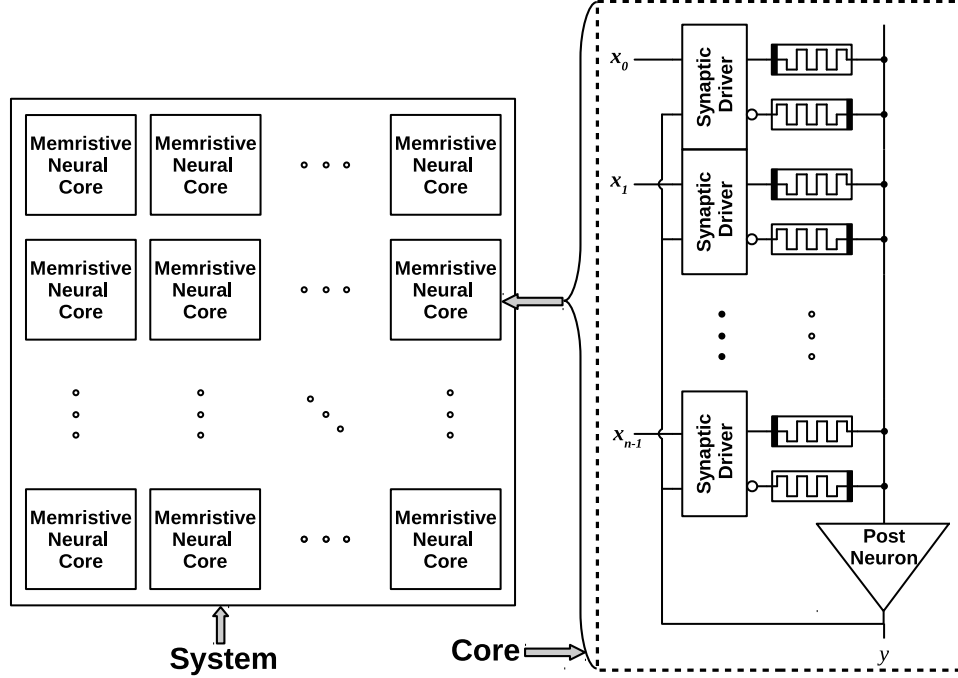 Memristive
Neural
Core
Memristive
Neural
Core
Memristive
Neural
Core
Memristive
Neural
Core
Memristive
Neural
Core
Memristive
Neural
Core
Memristive
Neural
Core
Memristive
Neural
Core
Memristive
Neural
Core
System
Core
x0
Synaptic
Driver
x1
Synaptic
Driver
xn-1
Synaptic
Driver
Post
Neuron
y